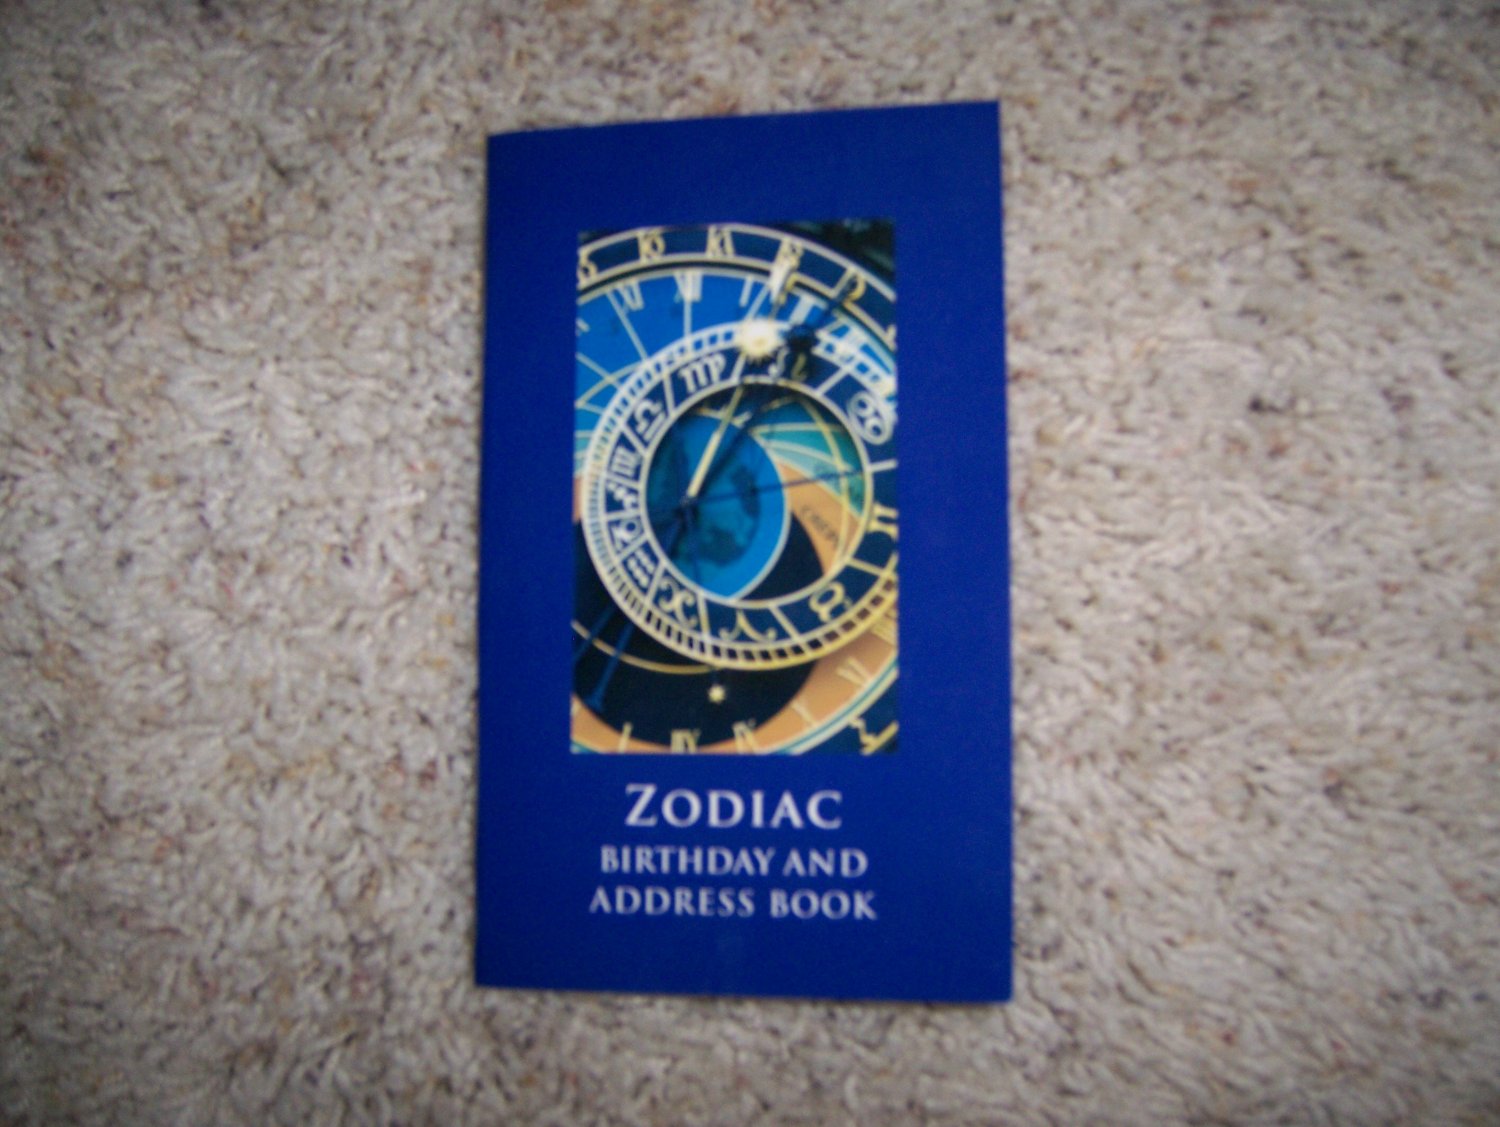 ZODIAC
BIRTHDAY AND
ADDRESS BOOK